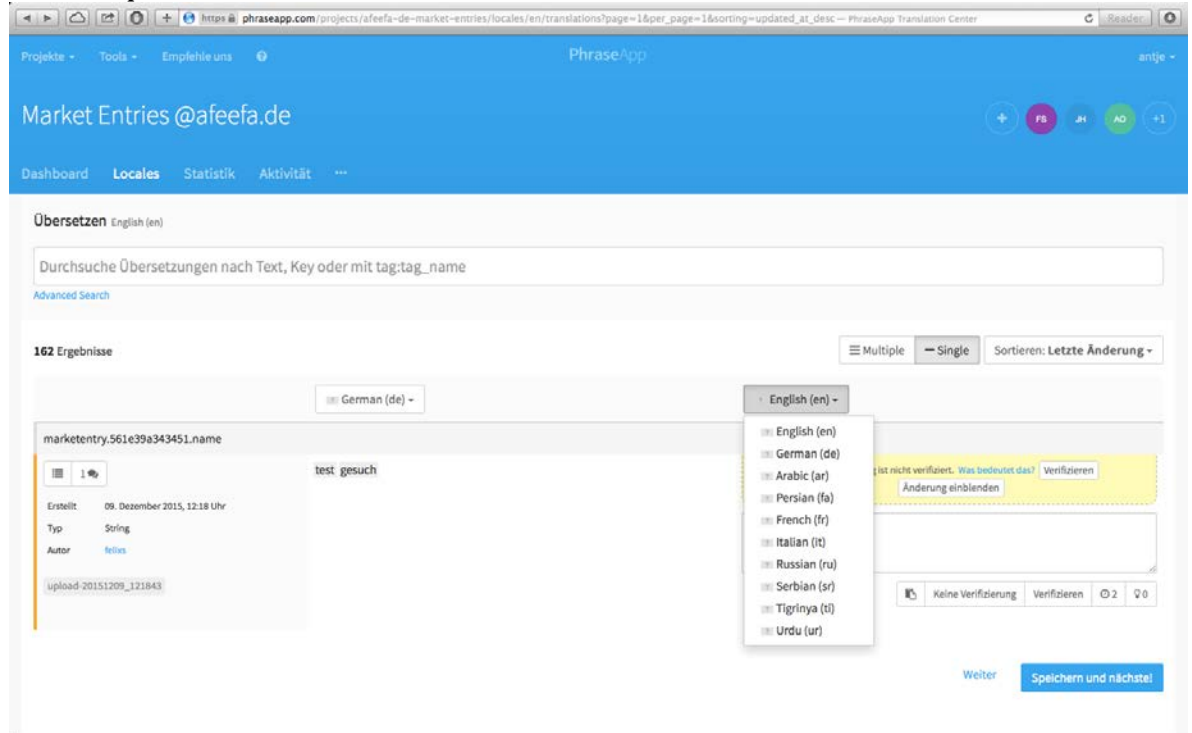 https phraseapp.com/projects/afeefa-de-market-entries/locales/en/translations?page=1&per_page=1&sorting=updated_at_desc — PhraseApp Translation Center Reader
Projekte Tools Empfehle uns PhraseApp antje
Market Entries @afeefa.de + FS JH AO +1
Dashboard Locales Statistik Aktivität ...
Übersetzen English (en)
Durchsuche Übersetzungen nach Text, Key oder mit tag:tag_name
Advanced Search
162 Ergebnisse Multiple Single Sortieren: Letzte Änderung
German (de) English (en)
marketentry.561e39a343451.name
English (en)
German (de)
Arabic (ar)
Persian (fa)
French (fr)
Italian (it)
Russian (ru)
Serbian (sr)
Tigrinya (ti)
Urdu (ur)
1 test gesuch
ist nicht verifiziert. Was bedeutet das? Verifizieren
Änderung einblenden
Erstellt 09. Dezember 2015, 12:18 Uhr
Typ String
Autor felixs
upload-20151209_121843
Keine Verifizierung Verifizieren 2 0
Weiter Speichern und nächste!